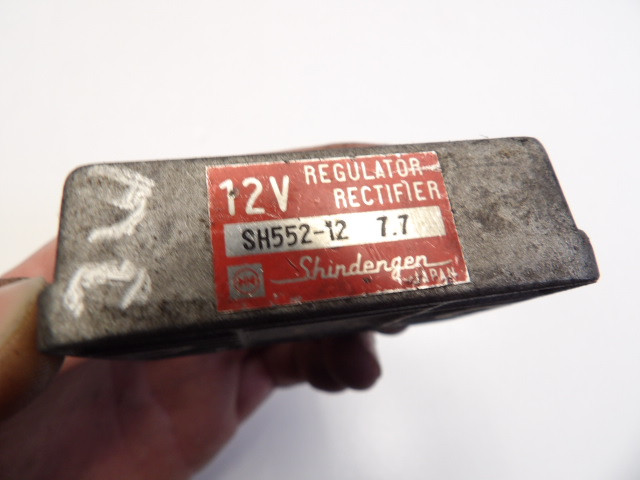 12V REGULATOR
RECTIFIER
SH552-12 7.7
Shindengen
JAPAN